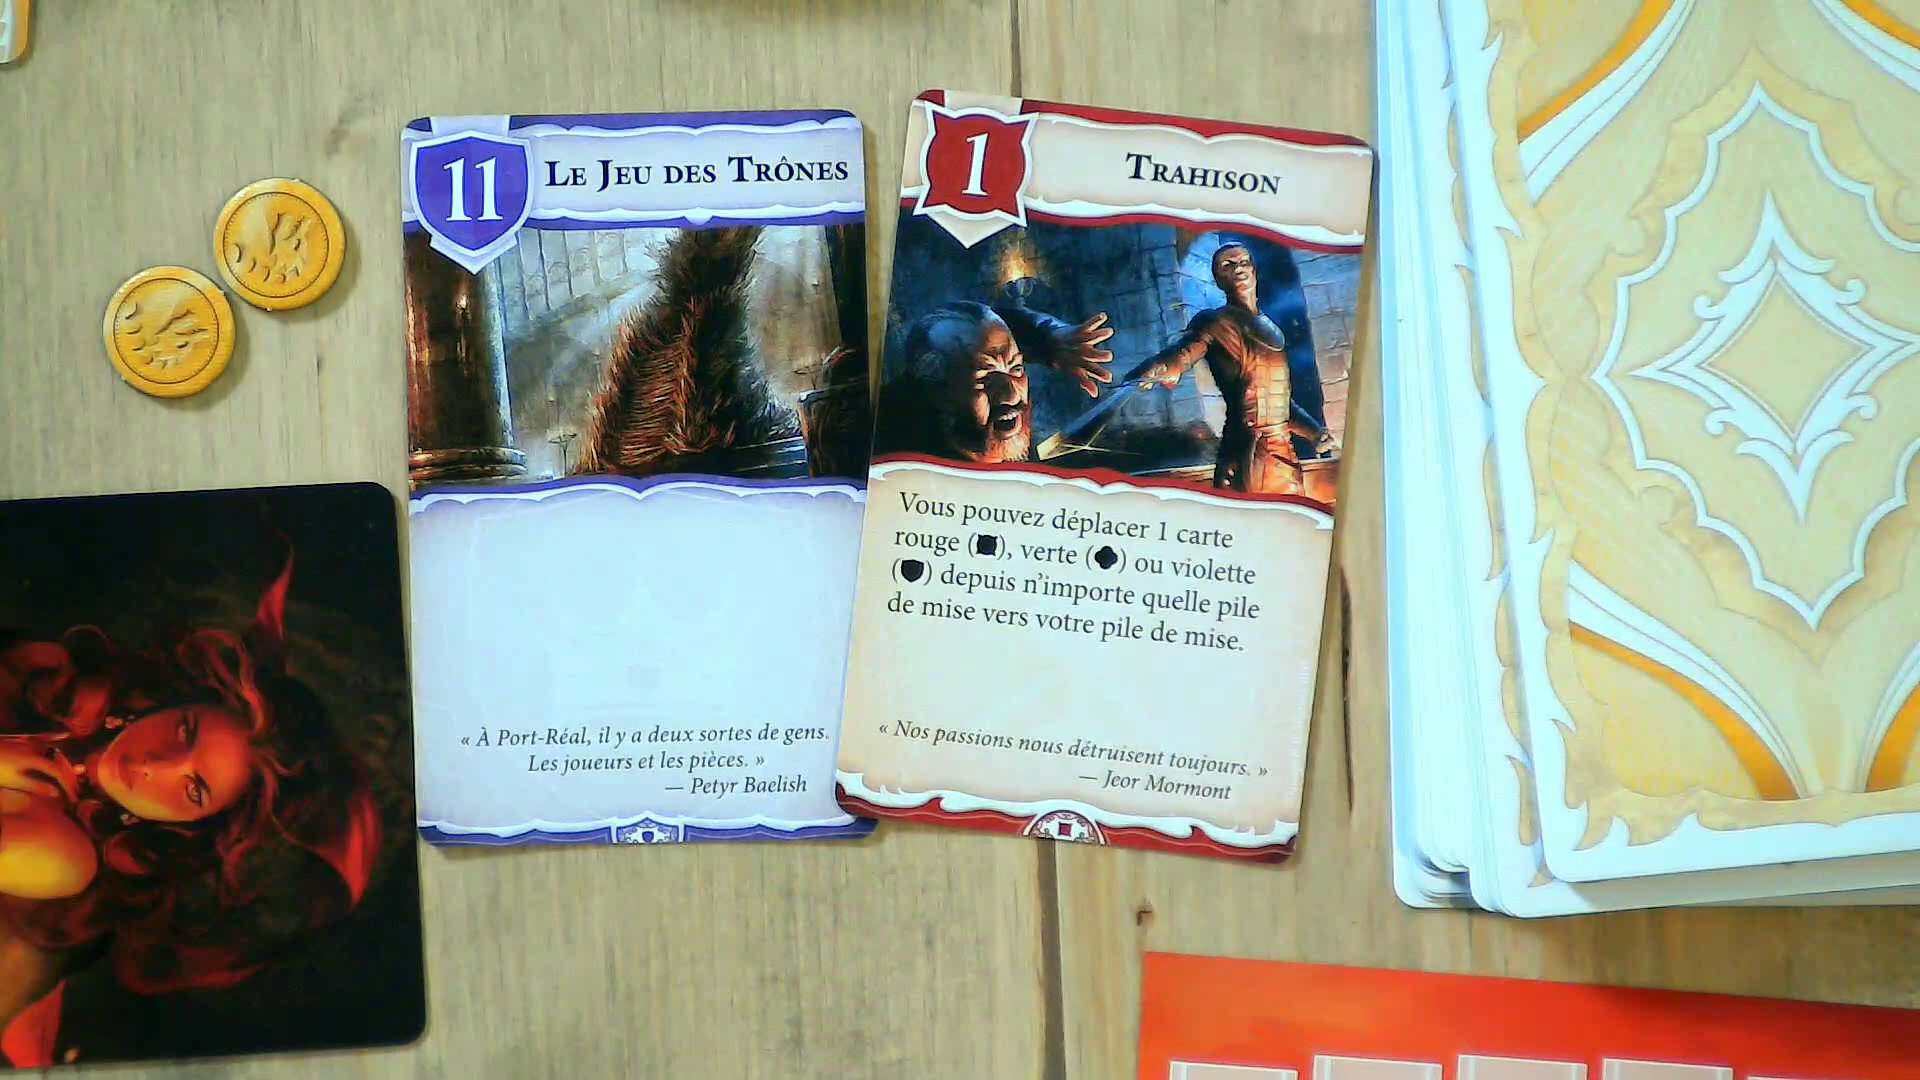 11
Le Jeu des Trônes
« À Port-Réal, il y a deux sortes de gens.
Les joueurs et les pièces. »
— Petyr Baelish
1
Trahison
Vous pouvez déplacer 1 carte
rouge (), verte () ou violette
() depuis n'importe quelle pile
de mise vers votre pile de mise.
« Nos passions nous détruisent toujours. »
— Jeor Mormont